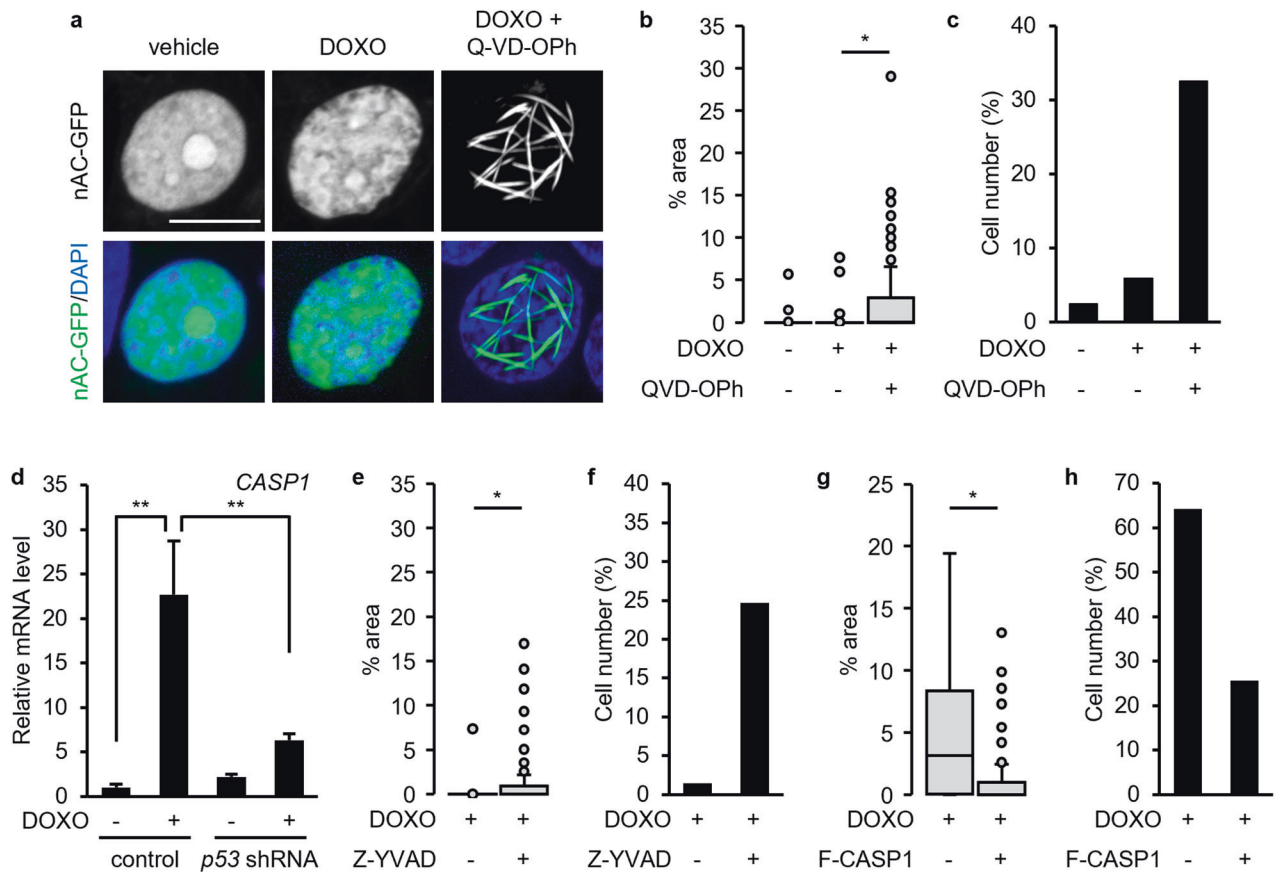 a
vehicle
DOXO
DOXO +
Q-VD-OPh
nAC-GFP
nAC-GFP/DAPI
b
*
% area
35
30
25
20
15
10
5
0
DOXO - + +
QVD-OPh - - +
c
Cell number (%)
40
30
20
10
0
DOXO - + +
QVD-OPh - - +
d
CASP1
** **
Relative mRNA level
35
30
25
20
15
10
5
0
DOXO - + - +
control p53 shRNA
e
*
% area
35
30
25
20
15
10
5
0
DOXO + +
Z-YVAD - +
f
Cell number (%)
40
35
30
25
20
15
10
5
0
DOXO + +
Z-YVAD - +
g
*
% area
25
20
15
10
5
0
DOXO + +
F-CASP1 - +
h
Cell number (%)
70
60
50
40
30
20
10
0
DOXO + +
F-CASP1 - +